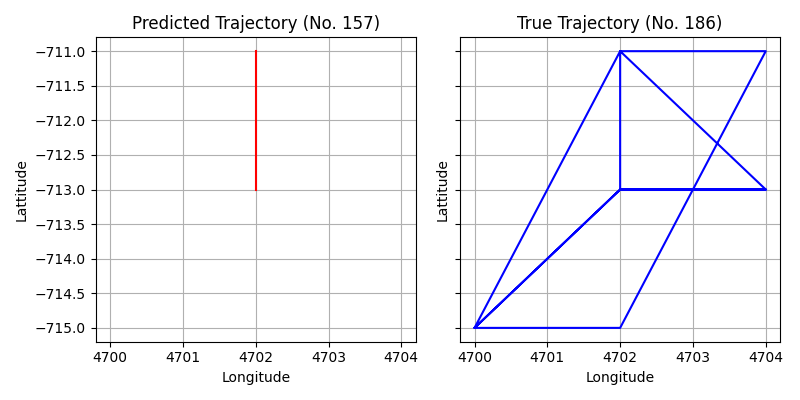 Predicted Trajectory (No. 157)
True Trajectory (No. 186)
−711.0
−711.5
−712.0
−712.5
−713.0
−713.5
−714.0
−714.5
−715.0
Lattitude
Lattitude
4700 4701 4702 4703 4704
4700 4701 4702 4703 4704
Longitude
Longitude